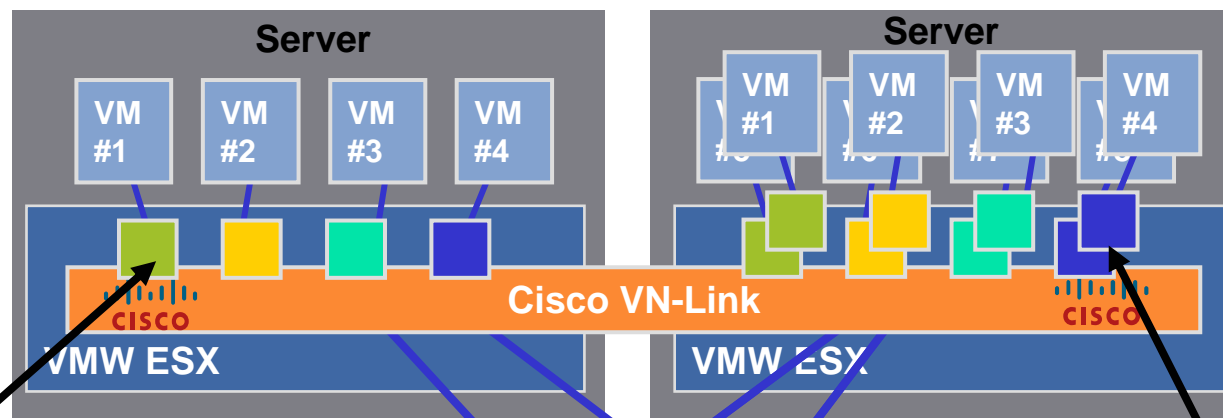 Server
Server
VM
#1
VM
#2
VM
#3
VM
#4
VM
#1
VM
#2
VM
#3
VM
#4
Cisco VN-Link
CISCO
CISCO
VMW ESX
VMW ESX